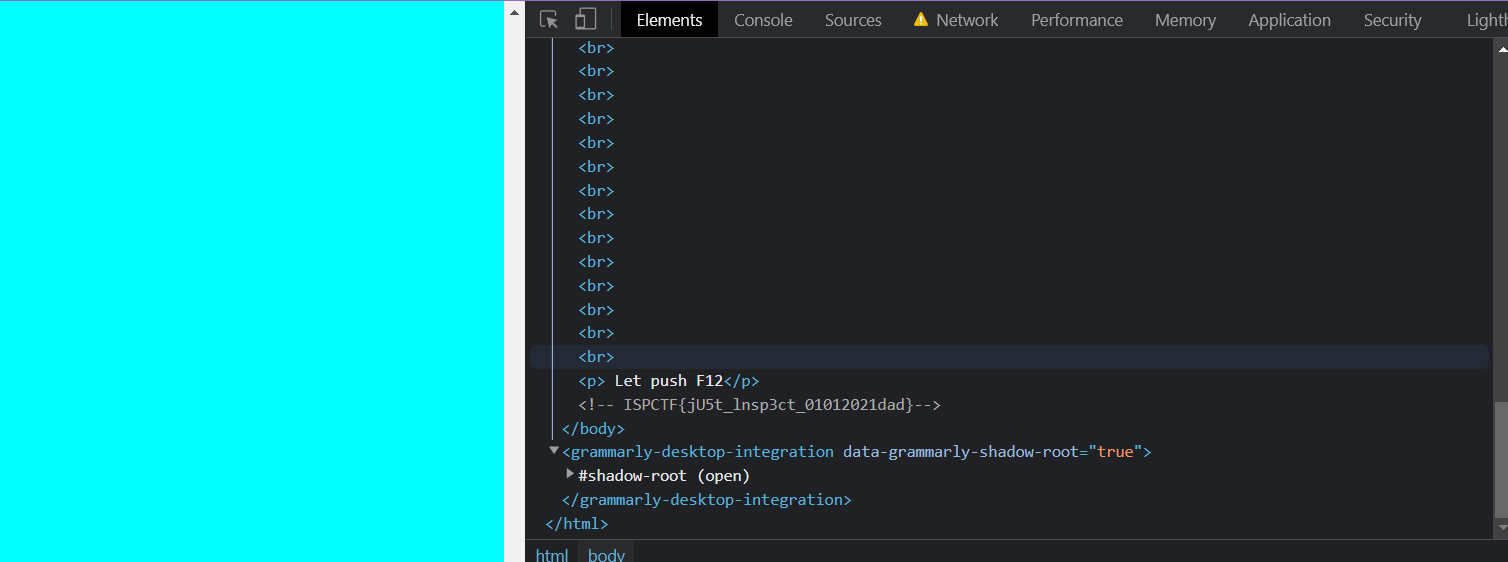 Elements Console Sources Network Performance Memory Application Security Lighth
<br>
<br>
<br>
<br>
<br>
<br>
<br>
<br>
<br>
<br>
<br>
<br>
<br>
<br>
<p> Let push F12</p>
<!-- ISPCTF{jU5t_lnsp3ct_01012021dad}-->
</body>
<grammarly-desktop-integration data-grammarly-shadow-root="true">
#shadow-root (open)
</grammarly-desktop-integration>
</html>
html body